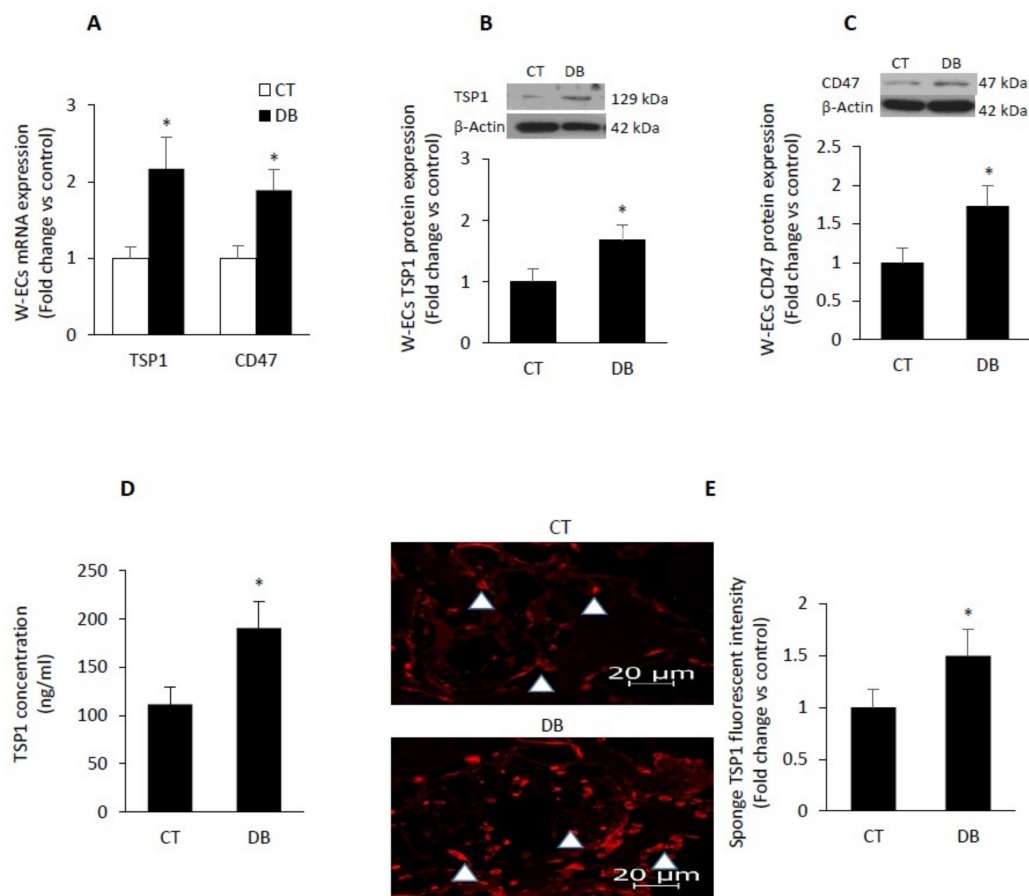 A
CT
DB
W-ECs mRNA expression
(Fold change vs control)
3
2
1
0
*
*
TSP1
CD47
B
CT
DB
TSP1
129 kDa
β-Actin
42 kDa
W-ECs TSP1 protein expression
(Fold change vs control)
3
2
1
0
*
CT
DB
C
CT
DB
CD47
47 kDa
β-Actin
42 kDa
W-ECs CD47 protein expression
(Fold change vs control)
2.5
2
1.5
1
0.5
0
*
CT
DB
D
TSP1 concentration
(ng/ml)
250
200
150
100
50
0
*
CT
DB
E
CT
20 µm
DB
20 µm
Sponge TSP1 fluorescent intensity
(Fold change vs control)
2
1.5
1
0.5
0
*
CT
DB